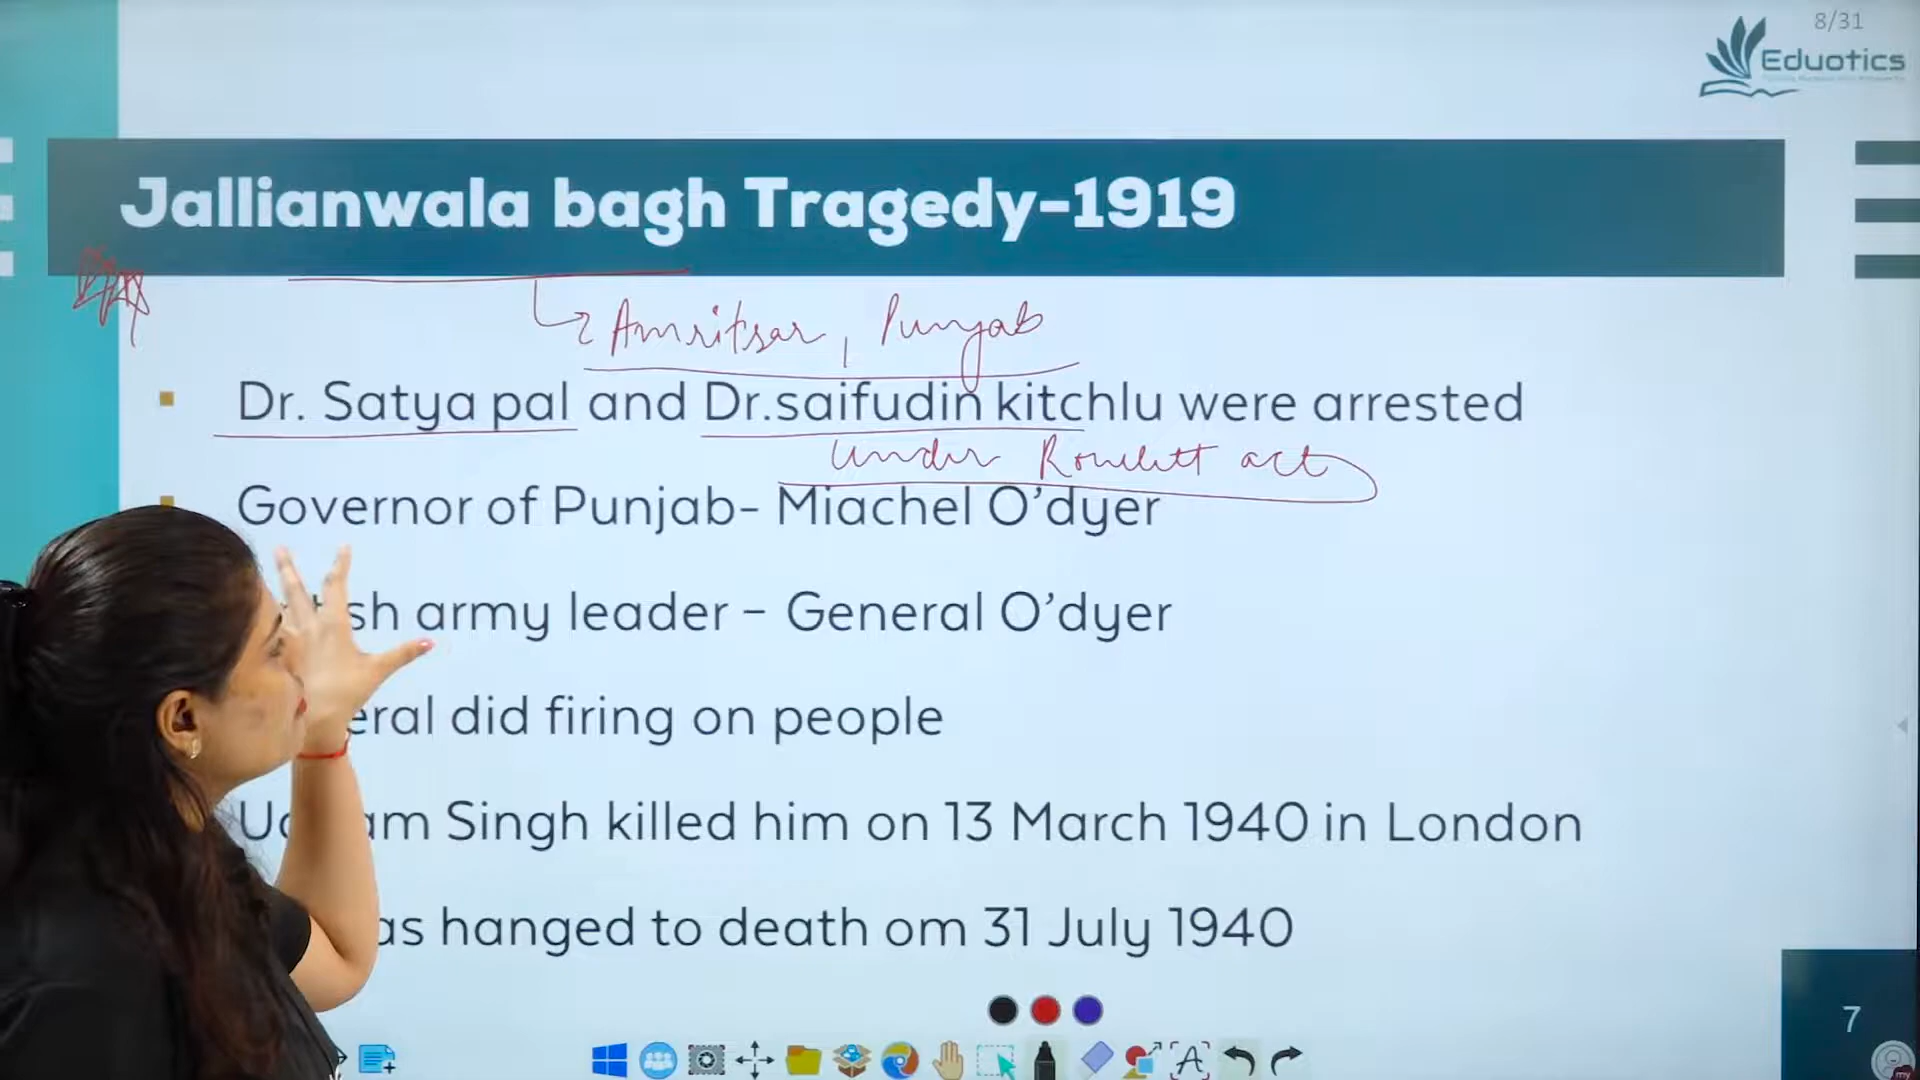 8/31
Eduotics
Jallianwala bagh Tragedy-1919
Amritsar, Punjab
Dr. Satya pal and Dr.saifudin kitchlu were arrested
under Rowlett act
Governor of Punjab- Miachel O'dyer
sh army leader - General O'dyer
eral did firing on people
am Singh killed him on 13 March 1940 in London
as hanged to death om 31 July 1940
7